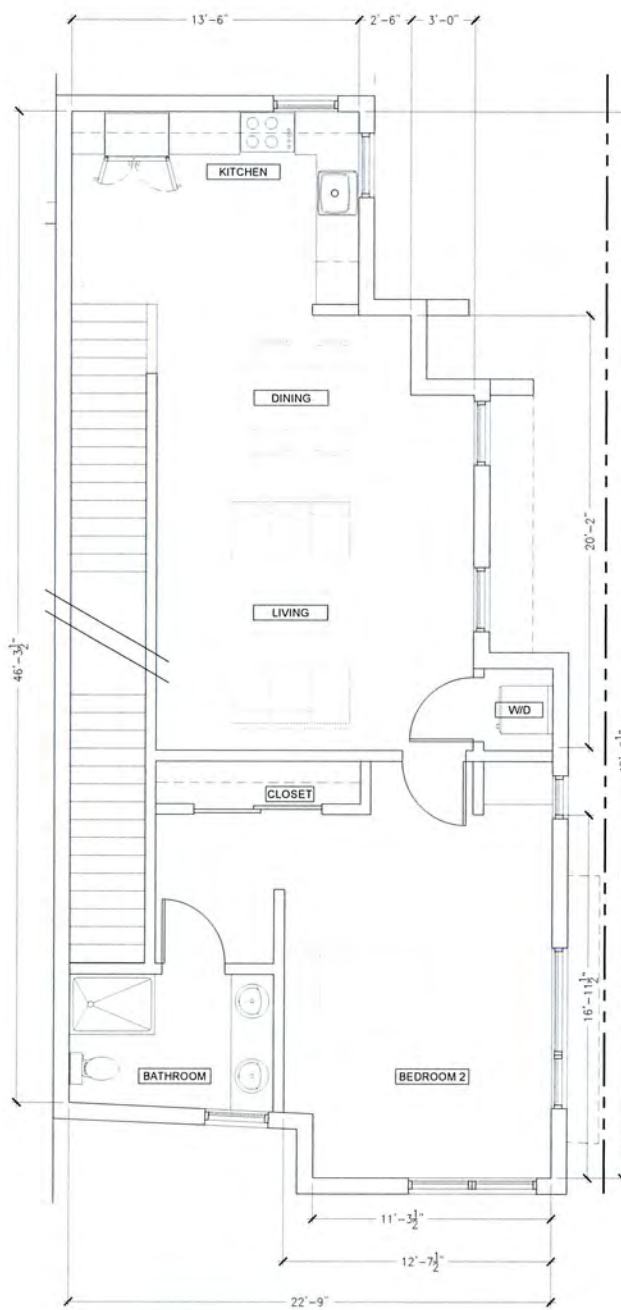 13'-6"
2'-6"
3'-0"
KITCHEN
DINING
20'-2"
LIVING
46'-3½"
W/D
CLOSET
16'-11½"
BATHROOM
BEDROOM 2
11'-3½"
12'-7½"
22'-9"